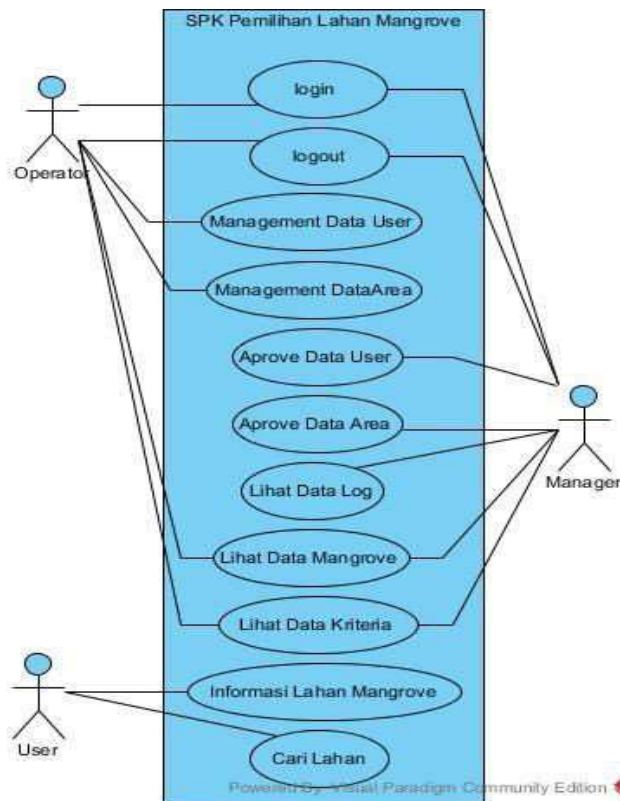 SPK Pemilihan Lahan Mangrove
login
logout
Operator
Management Data User
Management DataArea
Aprove Data User
Aprove Data Area
Manager
Lihat Data Log
Lihat Data Mangrove
Lihat Data Kriteria
Informasi Lahan Mangrove
User
Cari Lahan
Powered By Visual Paradigm Community Edition